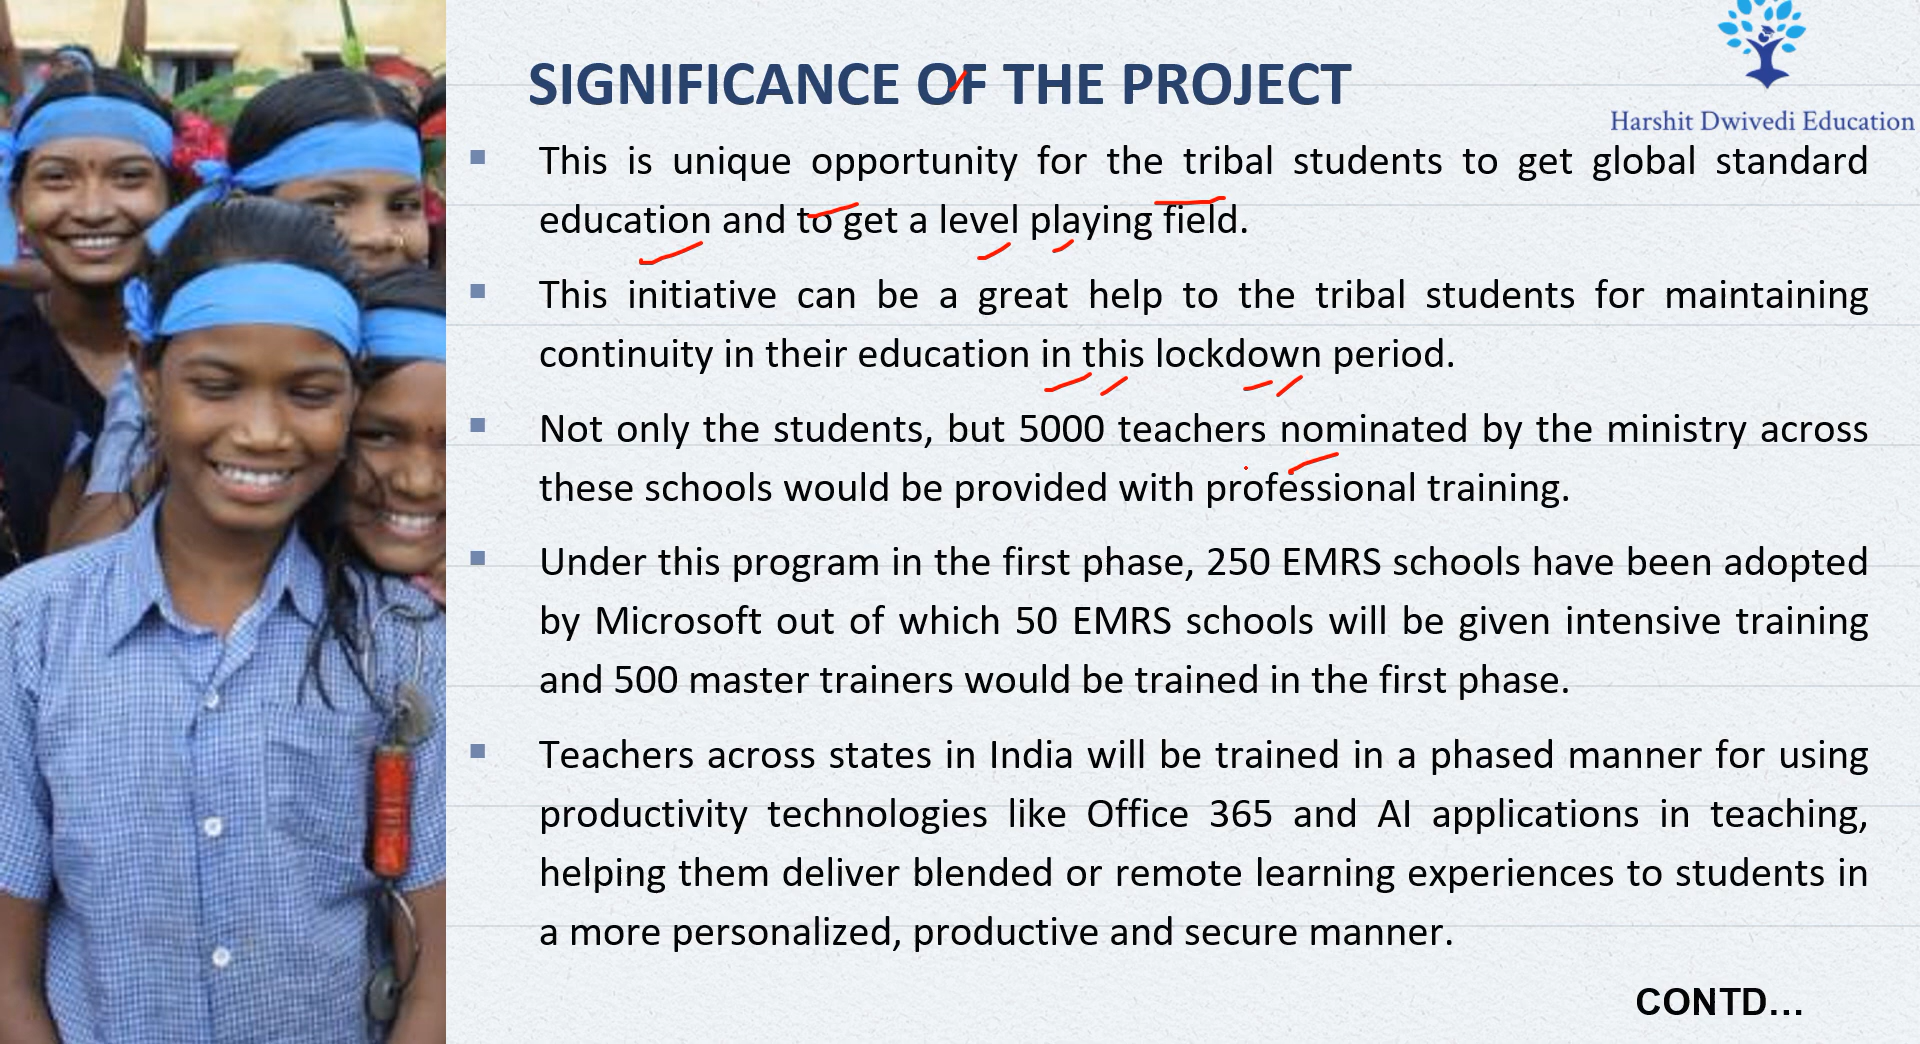 SIGNIFICANCE OF THE PROJECT
Harshit Dwivedi Education
This is unique opportunity for the tribal students to get global standard
education and to get a level playing field.
This initiative can be a great help to the tribal students for maintaining
continuity in their education in this lockdown period.
Not only the students, but 5000 teachers nominated by the ministry across
these schools would be provided with professional training.
Under this program in the first phase, 250 EMRS schools have been adopted
by Microsoft out of which 50 EMRS schools will be given intensive training
and 500 master trainers would be trained in the first phase.
Teachers across states in India will be trained in a phased manner for using
productivity technologies like Office 365 and AI applications in teaching,
helping them deliver blended or remote learning experiences to students in
a more personalized, productive and secure manner.
CONTD...